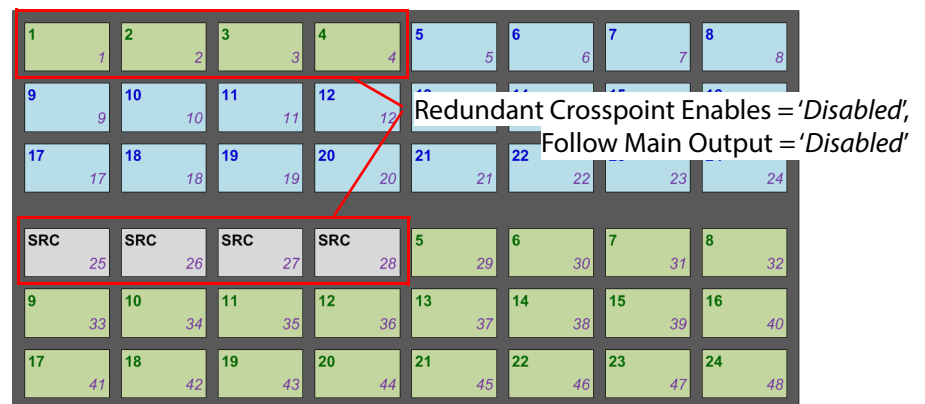 1 2 3 4 5 6 7 8
1 2 3 4 5 6 7 8
9 10 11 12
9 10 11 12
Redundant Crosspoint Enables = ‘Disabled’,
Follow Main Output = ‘Disabled’
17 18 19 20 21 22
17 18 19 20 21 22 23 24
SRC SRC SRC SRC 5 6 7 8
25 26 27 28 29 30 31 32
9 10 11 12 13 14 15 16
33 34 35 36 37 38 39 40
17 18 19 20 21 22 23 24
41 42 43 44 45 46 47 48